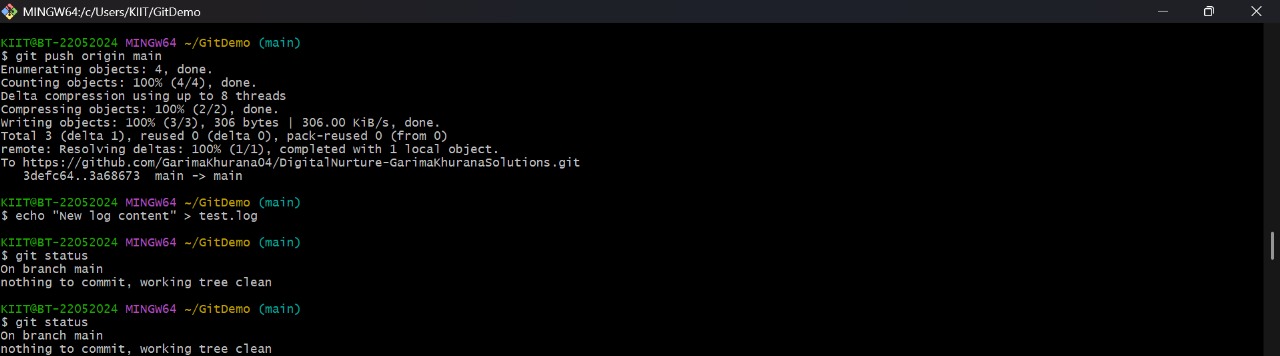 MINGW64:/c/Users/KIIT/GitDemo
KIIT@BT-22052024 MINGW64 ~/GitDemo (main)
$ git push origin main
Enumerating objects: 4, done.
Counting objects: 100% (4/4), done.
Delta compression using up to 8 threads
Compressing objects: 100% (2/2), done.
Writing objects: 100% (3/3), 306 bytes | 306.00 KiB/s, done.
Total 3 (delta 1), reused 0 (delta 0), pack-reused 0 (from 0)
remote: Resolving deltas: 100% (1/1), completed with 1 local object.
To https://github.com/GarimaKhurana04/DigitalNurture-GarimaKhuranaSolutions.git
   3defc64..3a68673  main -> main
KIIT@BT-22052024 MINGW64 ~/GitDemo (main)
$ echo "New log content" > test.log
KIIT@BT-22052024 MINGW64 ~/GitDemo (main)
$ git status
On branch main
nothing to commit, working tree clean
KIIT@BT-22052024 MINGW64 ~/GitDemo (main)
$ git status
On branch main
nothing to commit, working tree clean